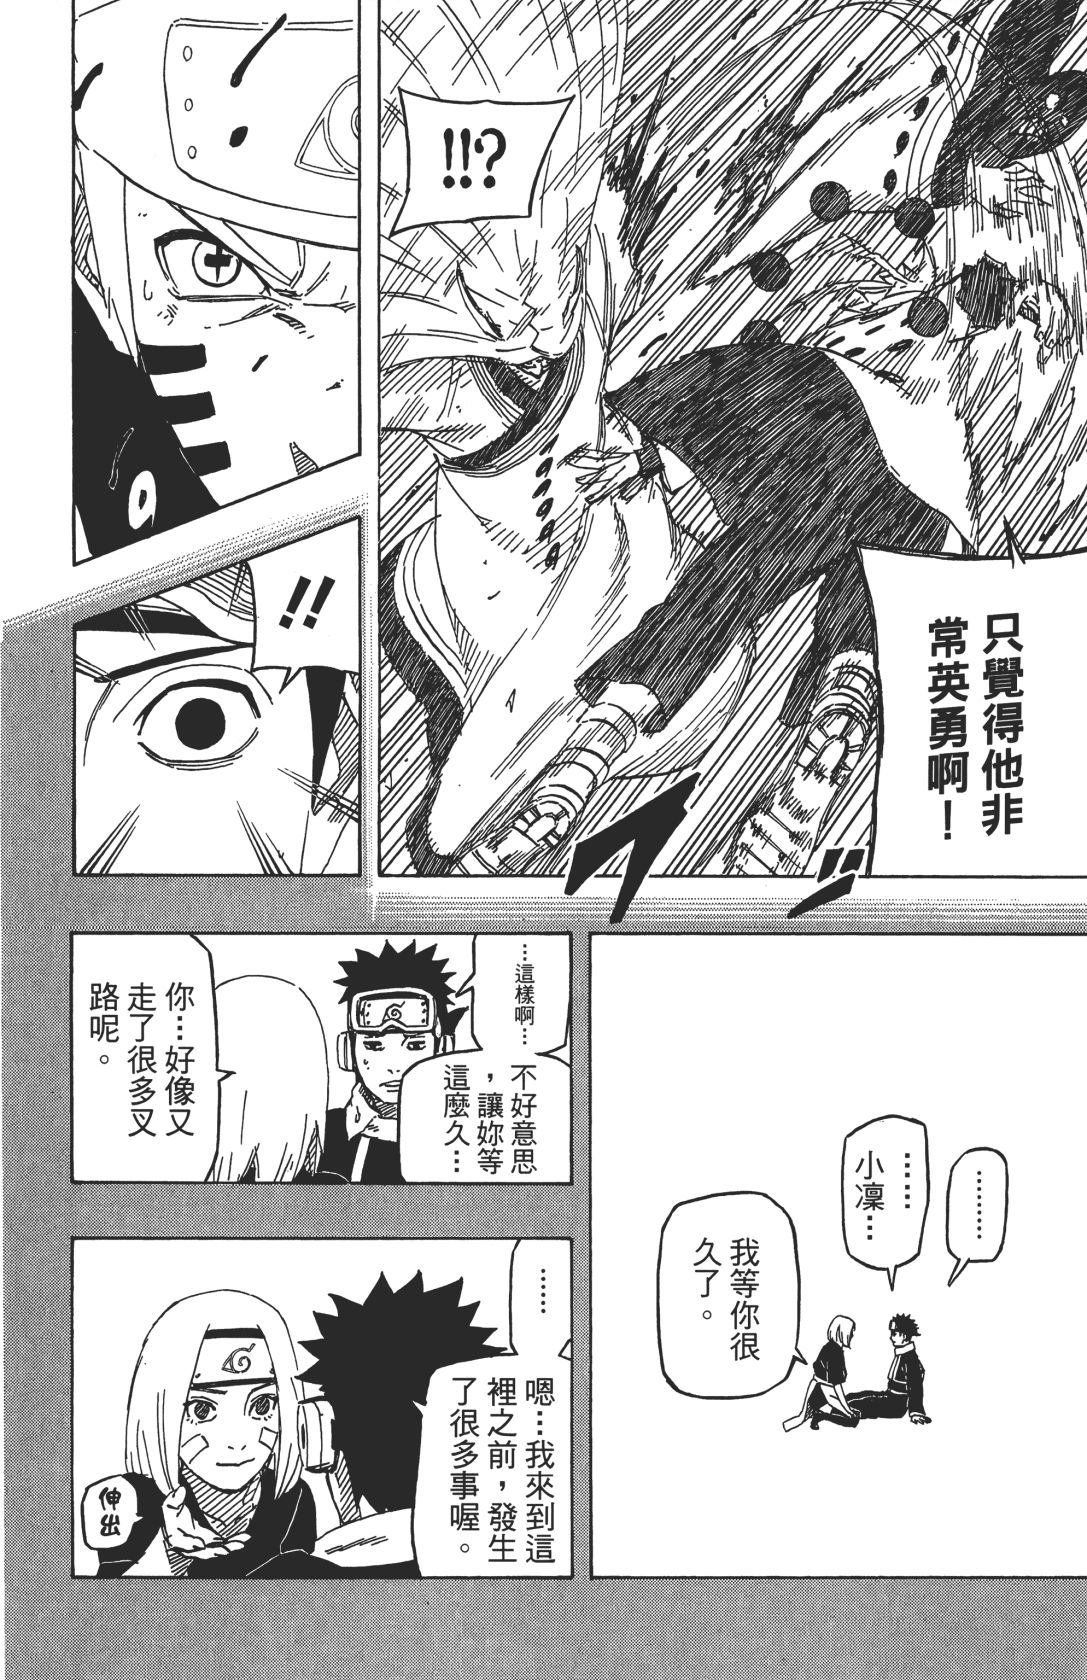 只覺得他非
常英勇啊！
!!?
!!
………
……
小凜…
我等你很
久了。
…這樣啊…
不好意思
，讓妳等
這麼久…
你…好像又
走了很多叉
路呢。
……
嗯…我來到這
裡之前，發生
了很多事喔。
伸出